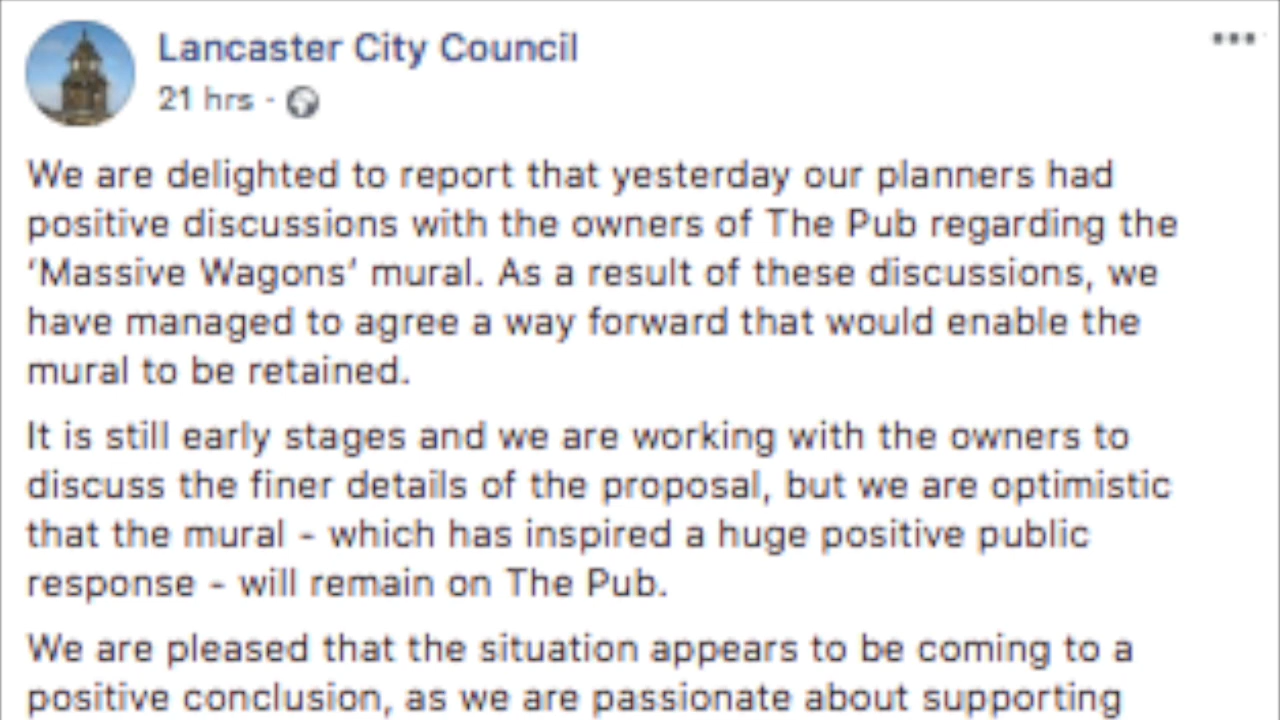 Lancaster City Council
21 hrs ·
We are delighted to report that yesterday our planners had
positive discussions with the owners of The Pub regarding the
‘Massive Wagons’ mural. As a result of these discussions, we
have managed to agree a way forward that would enable the
mural to be retained.
It is still early stages and we are working with the owners to
discuss the finer details of the proposal, but we are optimistic
that the mural - which has inspired a huge positive public
response - will remain on The Pub.
We are pleased that the situation appears to be coming to a
positive conclusion, as we are passionate about supporting